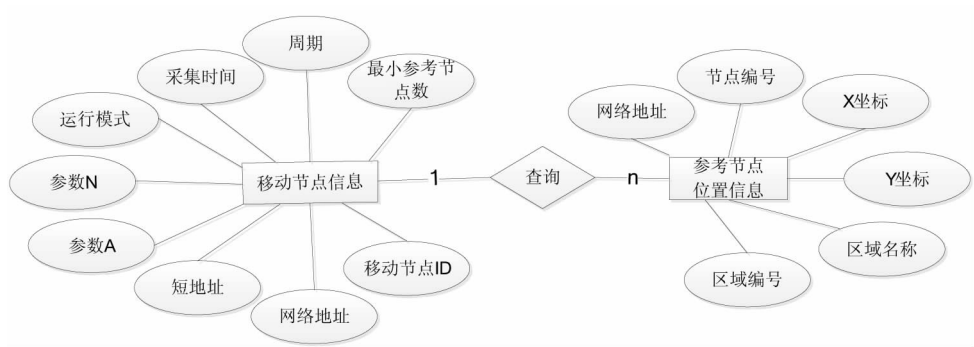 周期
采集时间
最小参考节
点数
运行模式
参数N
移动节点信息
参数A
短地址
网络地址
移动节点ID
1
查询
n
节点编号
网络地址
X坐标
参考节点
位置信息
Y坐标
区域名称
区域编号